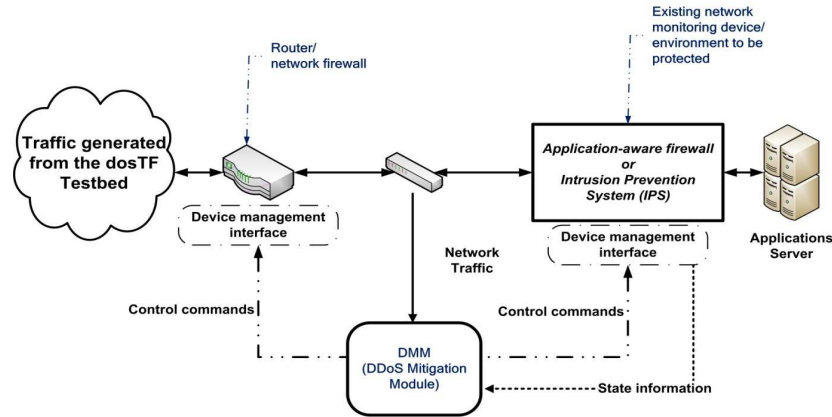 Existing network
monitoring device/
environment to be
protected
Router/
network firewall
Traffic generated
from the dosTF
Testbed
Application-aware firewall
or
Intrusion Prevention
System (IPS)
Device management
interface
Device management
interface
Applications
Server
Network
Traffic
Control commands
Control commands
DMM
(DDoS Mitigation
Module)
State information